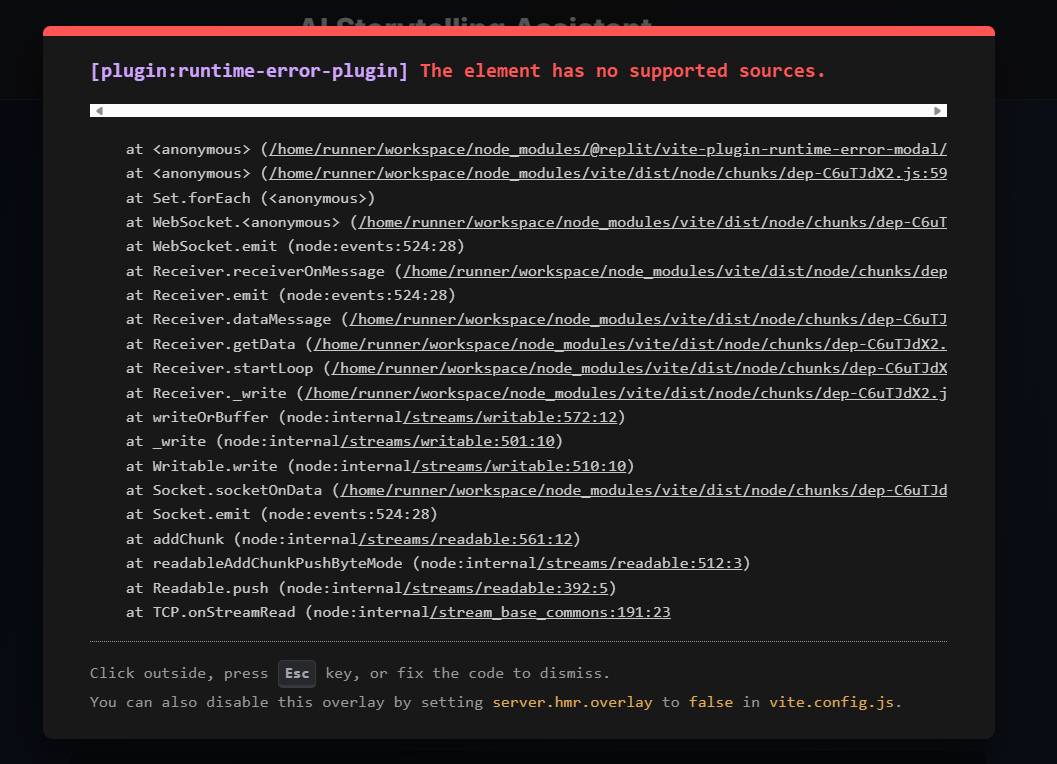 AI Storytelling Assistant
[plugin:runtime-error-plugin] The element has no supported sources.
at <anonymous> (/home/runner/workspace/node_modules/@replit/vite-plugin-runtime-error-modal/
at <anonymous> (/home/runner/workspace/node_modules/vite/dist/node/chunks/dep-C6uTJdX2.js:59
at Set.forEach (<anonymous>)
at WebSocket.<anonymous> (/home/runner/workspace/node_modules/vite/dist/node/chunks/dep-C6uT
at WebSocket.emit (node:events:524:28)
at Receiver.receiverOnMessage (/home/runner/workspace/node_modules/vite/dist/node/chunks/dep
at Receiver.emit (node:events:524:28)
at Receiver.dataMessage (/home/runner/workspace/node_modules/vite/dist/node/chunks/dep-C6uTJ
at Receiver.getData (/home/runner/workspace/node_modules/vite/dist/node/chunks/dep-C6uTJdX2.
at Receiver.startLoop (/home/runner/workspace/node_modules/vite/dist/node/chunks/dep-C6uTJdX
at Receiver._write (/home/runner/workspace/node_modules/vite/dist/node/chunks/dep-C6uTJdX2.j
at writeOrBuffer (node:internal/streams/writable:572:12)
at _write (node:internal/streams/writable:501:10)
at Writable.write (node:internal/streams/writable:510:10)
at Socket.socketOnData (/home/runner/workspace/node_modules/vite/dist/node/chunks/dep-C6uTJd
at Socket.emit (node:events:524:28)
at addChunk (node:internal/streams/readable:561:12)
at readableAddChunkPushByteMode (node:internal/streams/readable:512:3)
at Readable.push (node:internal/streams/readable:392:5)
at TCP.onStreamRead (node:internal/stream_base_commons:191:23
Click outside, press Esc key, or fix the code to dismiss.
You can also disable this overlay by setting server.hmr.overlay to false in vite.config.js.